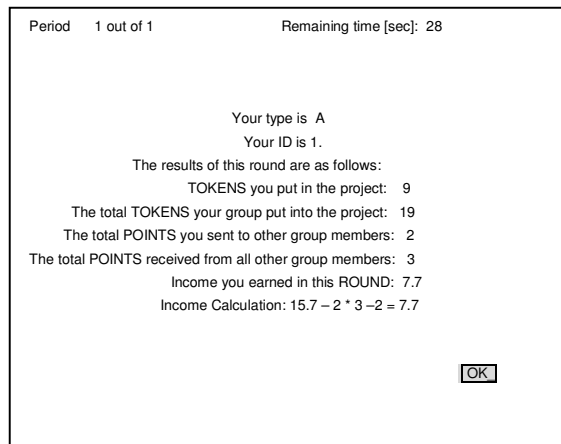 Period 1 out of 1 Remaining time [sec]: 28
Your type is A
Your ID is 1.
The results of this round are as follows:
TOKENS you put in the project: 9
The total TOKENS your group put into the project: 19
The total POINTS you sent to other group members: 2
The total POINTS received from all other group members: 3
Income you earned in this ROUND: 7.7
Income Calculation: 15.7 – 2 * 3 –2 = 7.7
OK